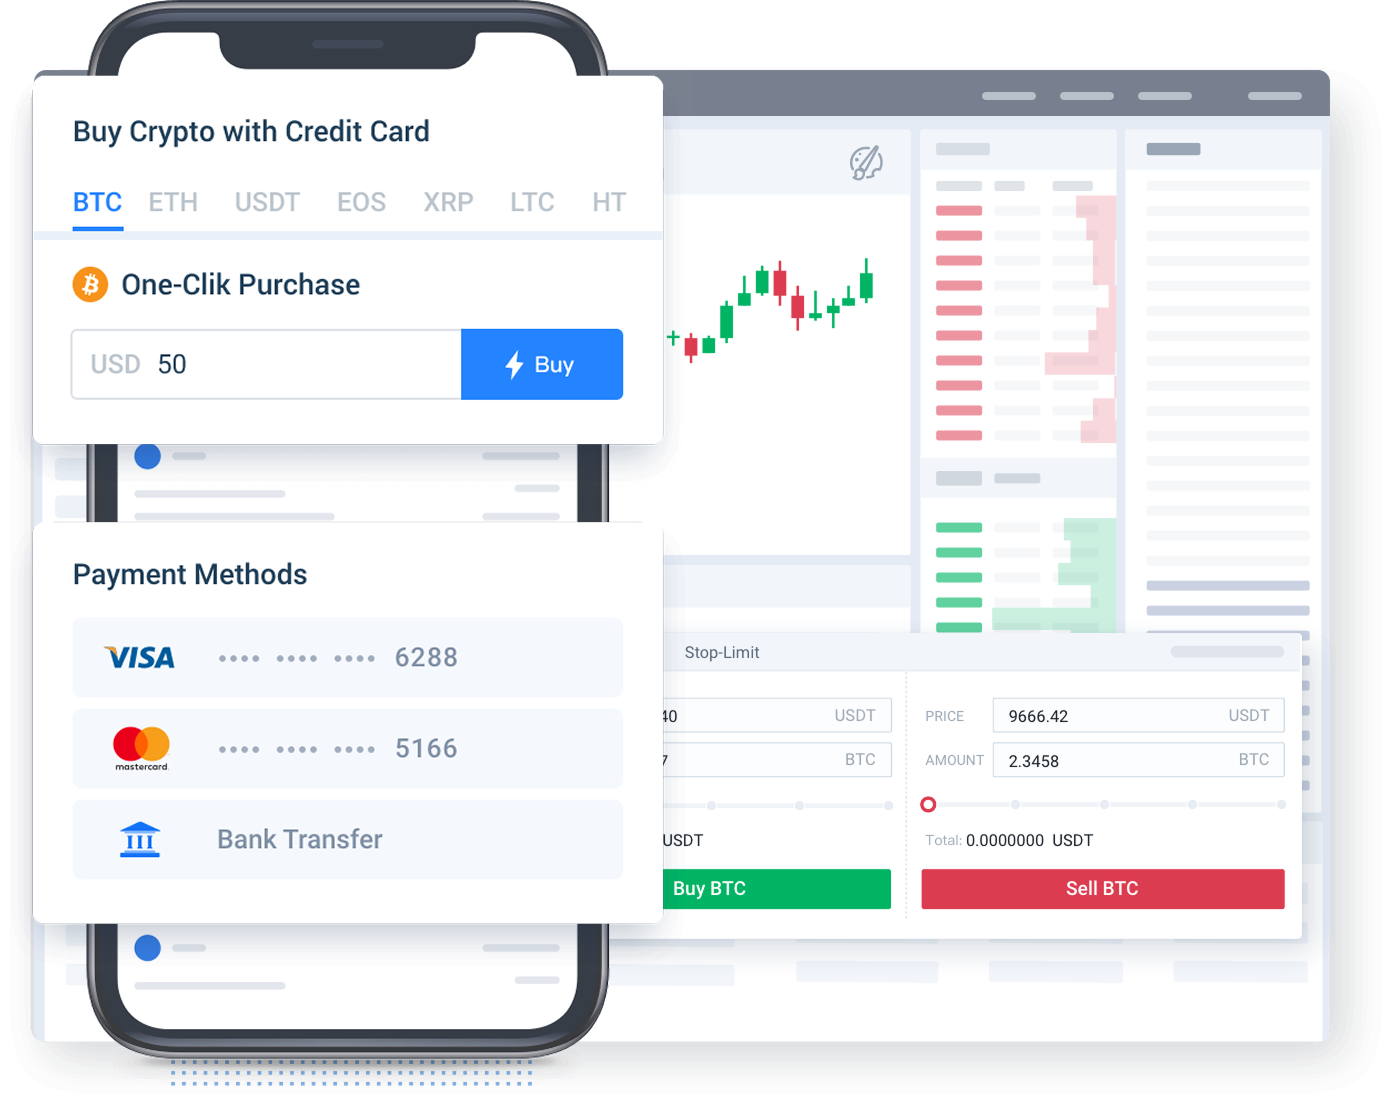 Buy Crypto with Credit Card
BTC ETH USDT EOS XRP LTC HT
One-Clik Purchase
USD 50
Buy
Payment Methods
VISA •••• •••• •••• 6288
mastercard. •••• •••• •••• 5166
Bank Transfer
Stop-Limit
USDT
BTC
USDT
Buy BTC
PRICE 9666.42 USDT
AMOUNT 2.3458 BTC
Total: 0.0000000 USDT
Sell BTC